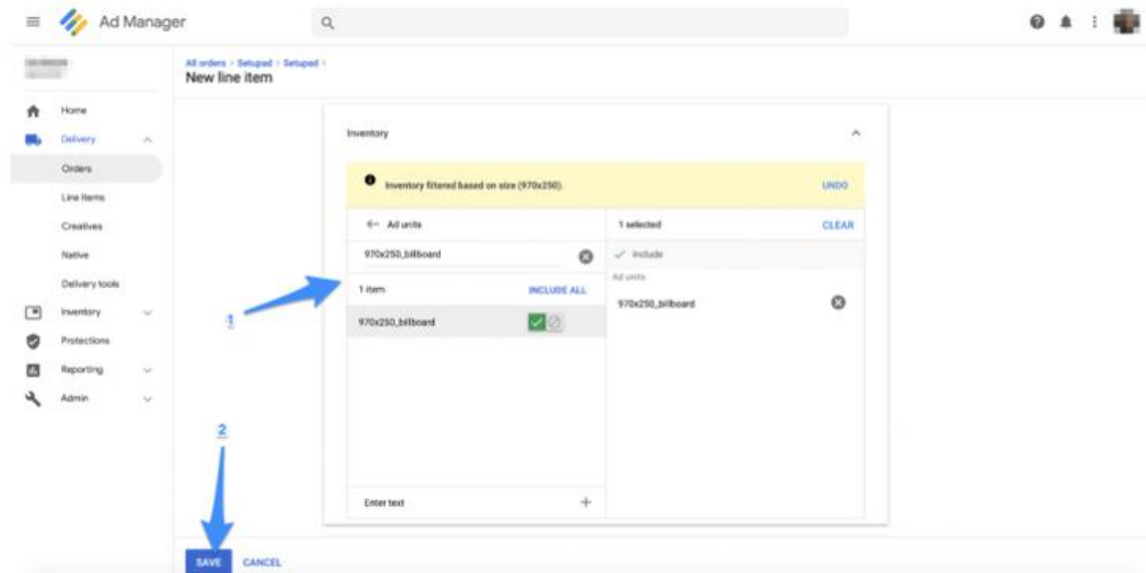 Ad Manager
All orders > Setupad > Setupad >
New line item
Home
Delivery
Orders
Line Items
Creatives
Native
Delivery tools
Inventory
Protections
Reporting
Admin
Inventory
Inventory filtered based on size (970x250).
UNDO
Ad units
970x250_billboard
1 item
INCLUDE ALL
970x250_billboard
Enter text
1 selected
CLEAR
include
Ad units
970x250_billboard
1
2
SAVE
CANCEL